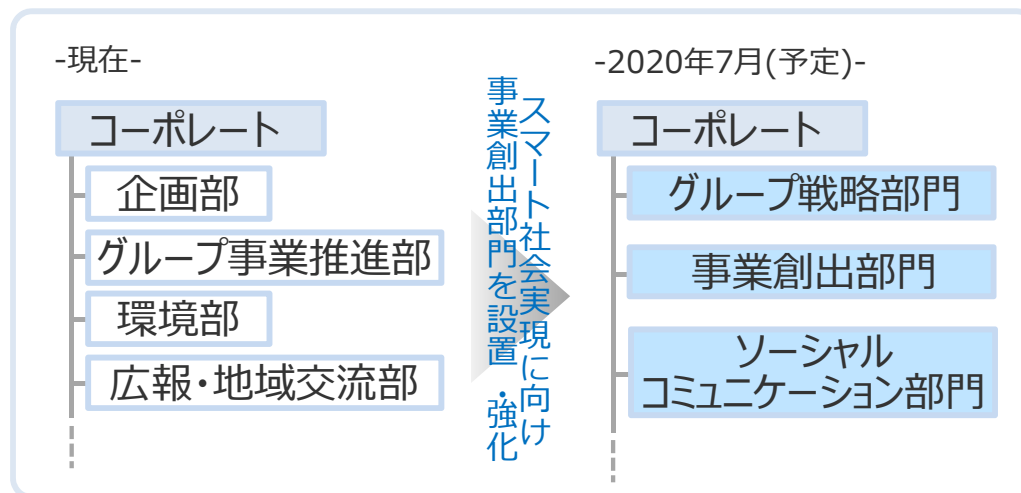 -現在-
コーポレート
企画部
グループ事業推進部
環境部
広報・地域交流部
スマート社会実現に向け
事業創出部門を設置・強化
-2020年7月(予定)-
コーポレート
グループ戦略部門
事業創出部門
ソーシャル
コミュニケーション部門